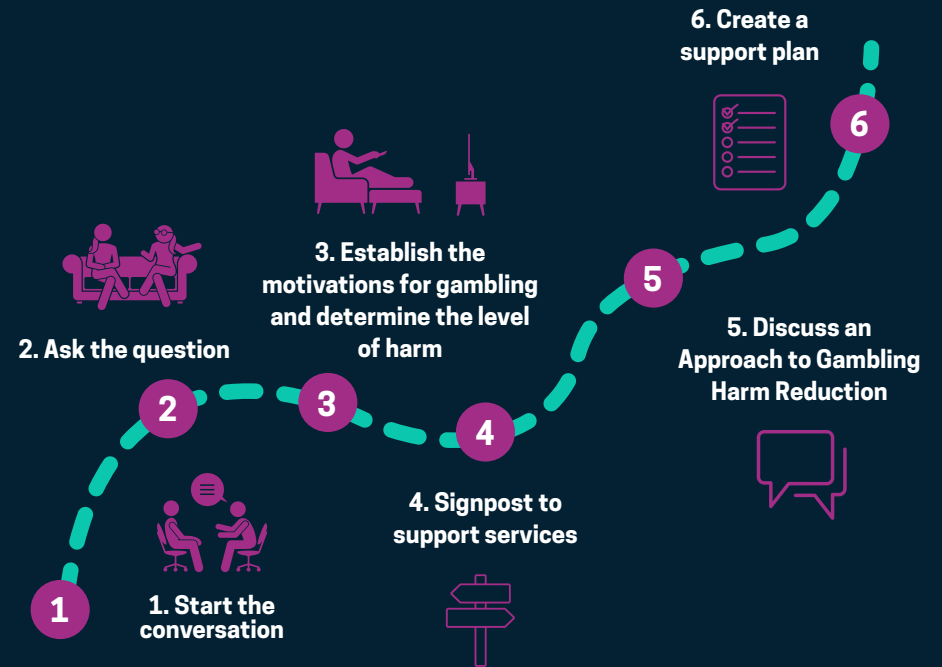 1
1. Start the
conversation
2
2. Ask the question
3
3. Establish the
motivations for gambling
and determine the level
of harm
4
4. Signpost to
support services
5
5. Discuss an
Approach to Gambling
Harm Reduction
6
6. Create a
support plan